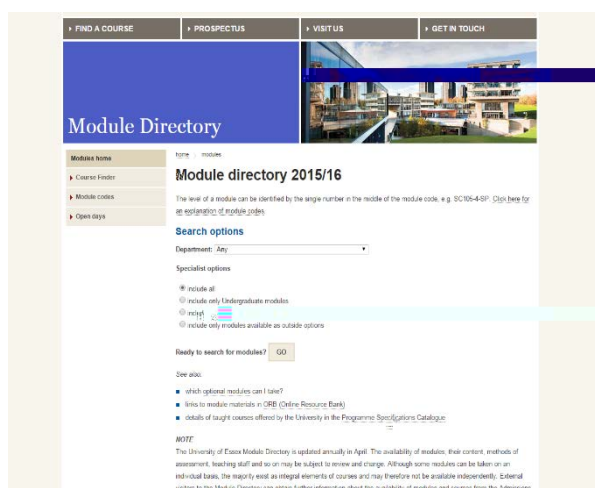 FIND A COURSE
PROSPECTUS
VISIT US
GET IN TOUCH
Module Directory
Modules home
Course Finder
Module codes
Open days
home modules
Module directory 2015/16
The level of a module can be identified by the single number in the middle of the module code, e.g. SC105-4-SP. Click here for
an explanation of module codes.
Search options
Department: Any
Specialist options
include all
include only Undergraduate modules
include only modules available as outside options
Ready to search for modules? GO
See also:
which optional modules can I take?
links to module materials in ORB (Online Resource Bank)
details of taught courses offered by the University in the Programme Specifications Catalogue
NOTE
The University of Essex Module Directory is updated annually in April. The availability of modules, their content, methods of
assessment, teaching staff and so on may be subject to review and change. Although some modules can be taken on an
individual basis, the majority exist as integral elements of courses and may therefore not be available independently. External